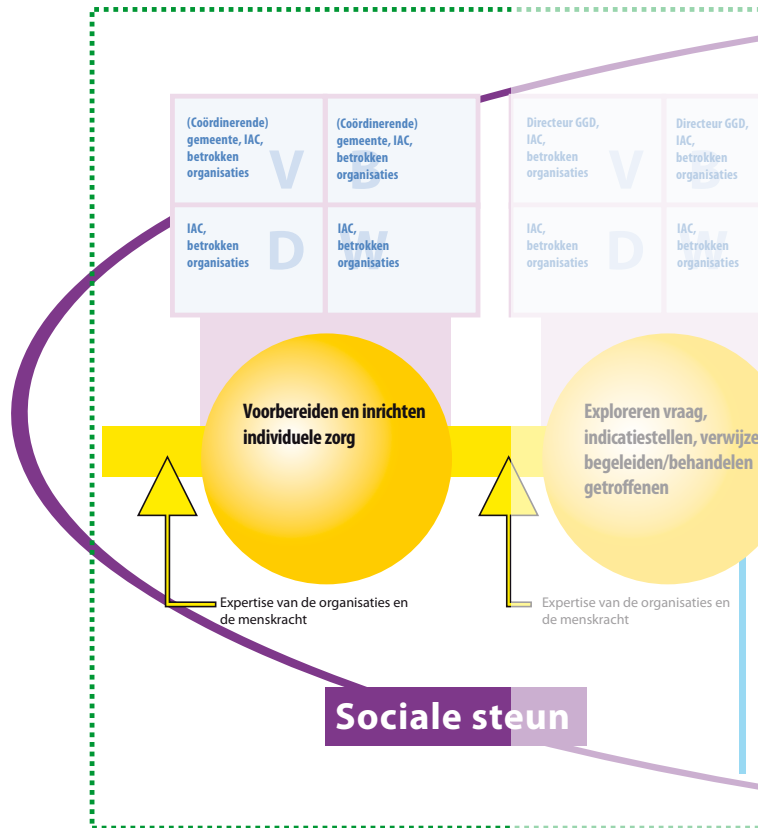 (Coördinerende)
gemeente, IAC,
betrokken
organisaties
V
(Coördinerende)
gemeente, IAC,
betrokken
organisaties
B
IAC,
betrokken
organisaties
D
IAC,
betrokken
organisaties
W
Directeur GGD,
IAC,
betrokken
organisaties
V
Directeur GGD,
IAC,
betrokken
organisaties
B
IAC,
betrokken
organisaties
D
IAC,
betrokken
organisaties
W
Voorbereiden en inrichten
individuele zorg
Exploreren vraag,
indicatiestellen, verwijze
begeleiden/behandelen
getroffenen
Expertise van de organisaties en
de menskracht
Expertise van de organisaties en
de menskracht
Sociale steun